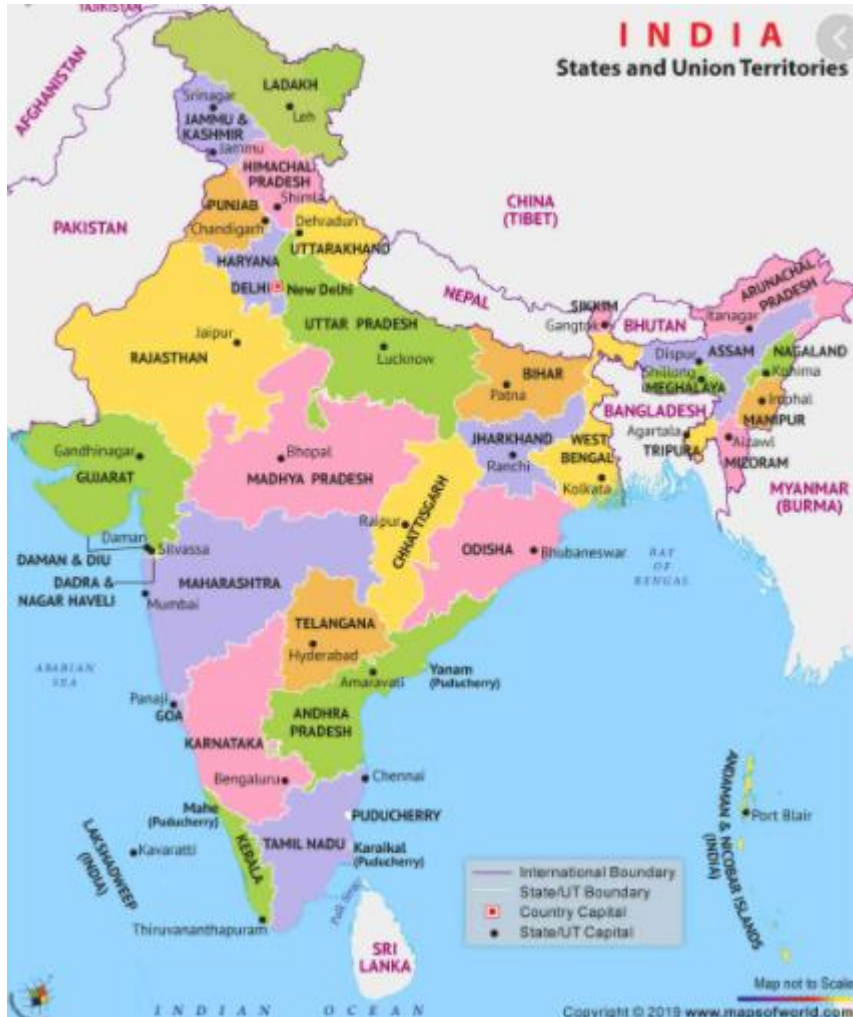 TAJIKISTAN
INDIA
States and Union Territories
AFGHANISTAN
LADAKH
Srinagar
Leh
JAMMU &
KASHMIR
Jammu
HIMACHAL
PRADESH
Shimla
CHINA
(TIBET)
PAKISTAN
PUNJAB
Chandigarh
Dehradun
UTTARAKHAND
HARYANA
DELHI
New Delhi
NEPAL
SIKKIM
Gangtok
BHUTAN
ARUNACHAL
PRADESH
Itanagar
RAJASTHAN
Jaipur
UTTAR PRADESH
Lucknow
BIHAR
Patna
Dispur
ASSAM
NAGALAND
Shillong
Kohima
MEGHALAYA
Imphal
MANIPUR
BANGLADESH
Agartala
TRIPURA
Aizawl
MIZORAM
MYANMAR
(BURMA)
Gandhinagar
GUJARAT
Bhopal
MADHYA PRADESH
JHARKHAND
Ranchi
WEST
BENGAL
Kolkata
CHHATTISGARH
Raipur
ODISHA
Bhubaneswar
BAY
OF
BENGAL
Daman
Silvassa
DAMAN & DIU
DADRA &
NAGAR HAVELI
MAHARASHTRA
Mumbai
TELANGANA
Hyderabad
ARABIAN
SEA
Amaravati
Yanam
(Puducherry)
Panaji
GOA
KARNATAKA
ANDHRA
PRADESH
Bengaluru
Chennai
Mahe
(Puducherry)
PUDUCHERRY
LAKSHADWEEP
(INDIA)
Kavaratti
KERALA
TAMIL NADU
Karaikal
(Puducherry)
Palk Strait
Thiruvananthapuram
SRI
LANKA
ANDAMAN & NICOBAR ISLANDS
(INDIA)
Port Blair
International Boundary
State/UT Boundary
Country Capital
State/UT Capital
INDIAN OCEAN
Map not to Scale
Copyright © 2019 www.mapsofworld.com